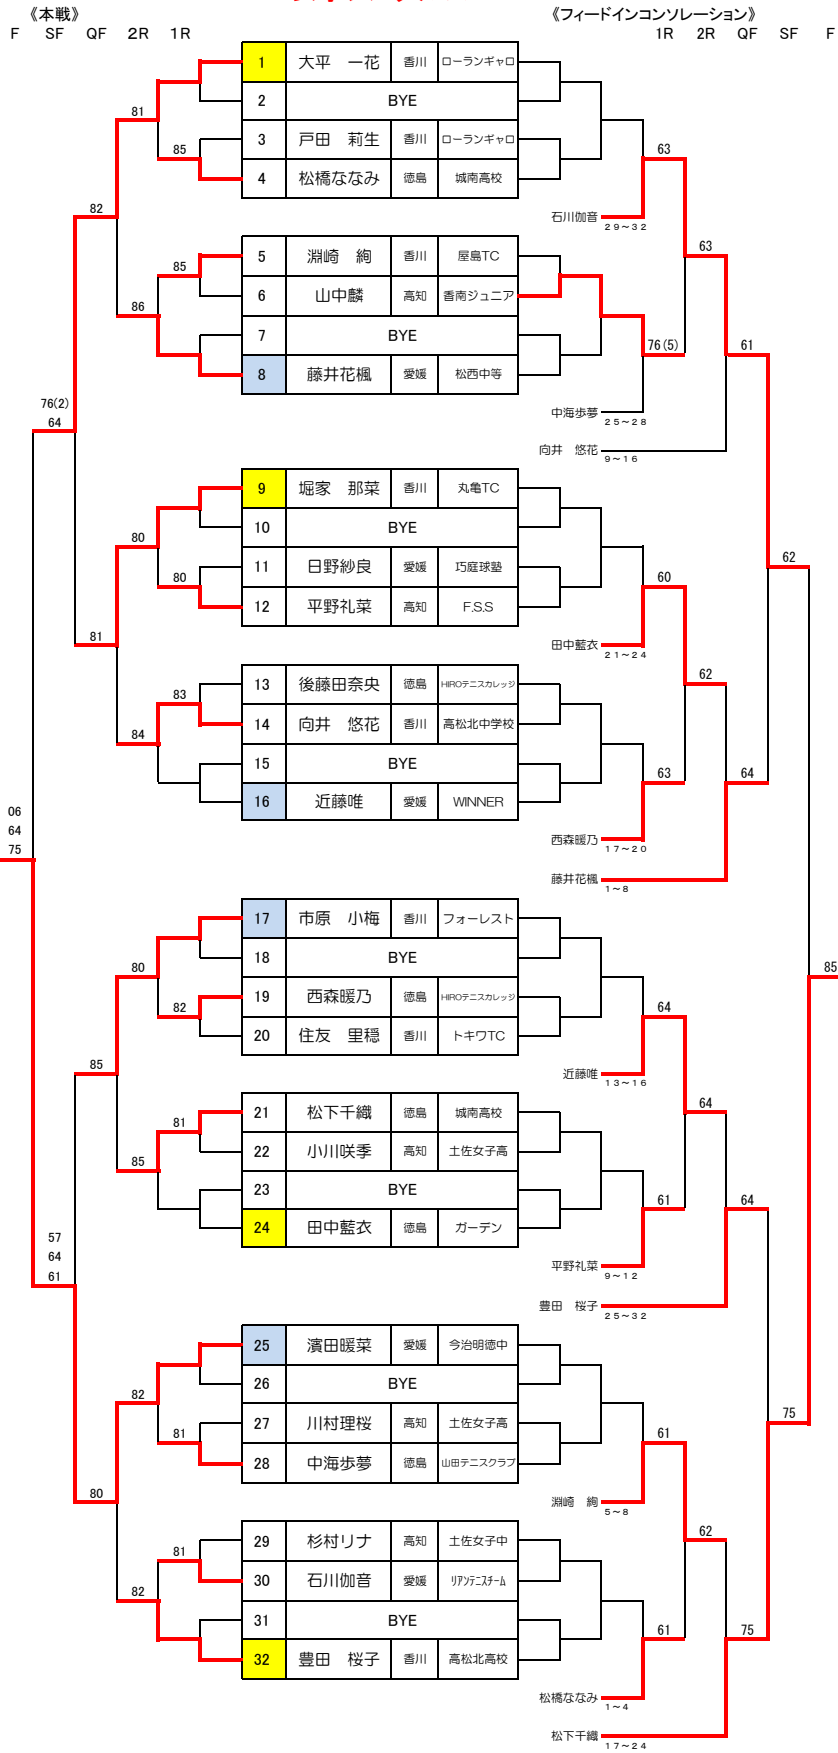 《本戦》
《フィードインコンソレーション》
F SF QF 2R 1R
1R 2R QF SF F
1 大平 一花 香川 ローランギャロ
2 BYE
81
3 戸田 莉生 香川 ローランギャロ
85
63
4 松橋ななみ 徳島 城南高校
82
石川伽音
29~32
5 淵崎 絢 香川 屋島TC
63
85
6 山中麟 高知 香南ジュニア
86
7 BYE
76(5)
61
8 藤井花楓 愛媛 松西中等
76(2)
64
中海歩夢
25~28
向井 悠花
9~16
9 堀家 那菜 香川 丸亀TC
10 BYE
80
11 日野紗良 愛媛 巧庭球塾
62
80
60
12 平野礼菜 高知 F.S.S
81
田中藍衣
21~24
13 後藤田奈央 徳島 HIROテニスカレッジ
62
83
14 向井 悠花 香川 高松北中学校
84
15 BYE
63
64
16 近藤唯 愛媛 WINNER
06
64
75
西森暖乃
17~20
藤井花楓
1~8
17 市原 小梅 香川 フォーレスト
18 BYE
80
85
19 西森暖乃 徳島 HIROテニスカレッジ
82
64
20 住友 里穏 香川 トキワTC
85
近藤唯
13~16
21 松下千織 徳島 城南高校
64
81
22 小川咲季 高知 土佐女子高
85
23 BYE
61
64
24 田中藍衣 徳島 ガーデン
57
64
61
平野礼菜
9~12
豊田 桜子
25~32
25 濱田暖菜 愛媛 今治明徳中
26 BYE
82
27 川村理桜 高知 土佐女子高
75
81
61
28 中海歩夢 徳島 山田テニスクラブ
80
淵崎 絢
5~8
29 杉村リナ 高知 土佐女子中
62
81
30 石川伽音 愛媛 リアンテニスチーム
82
31 BYE
61
75
32 豊田 桜子 香川 高松北高校
松橋ななみ
1~4
松下千織
17~24